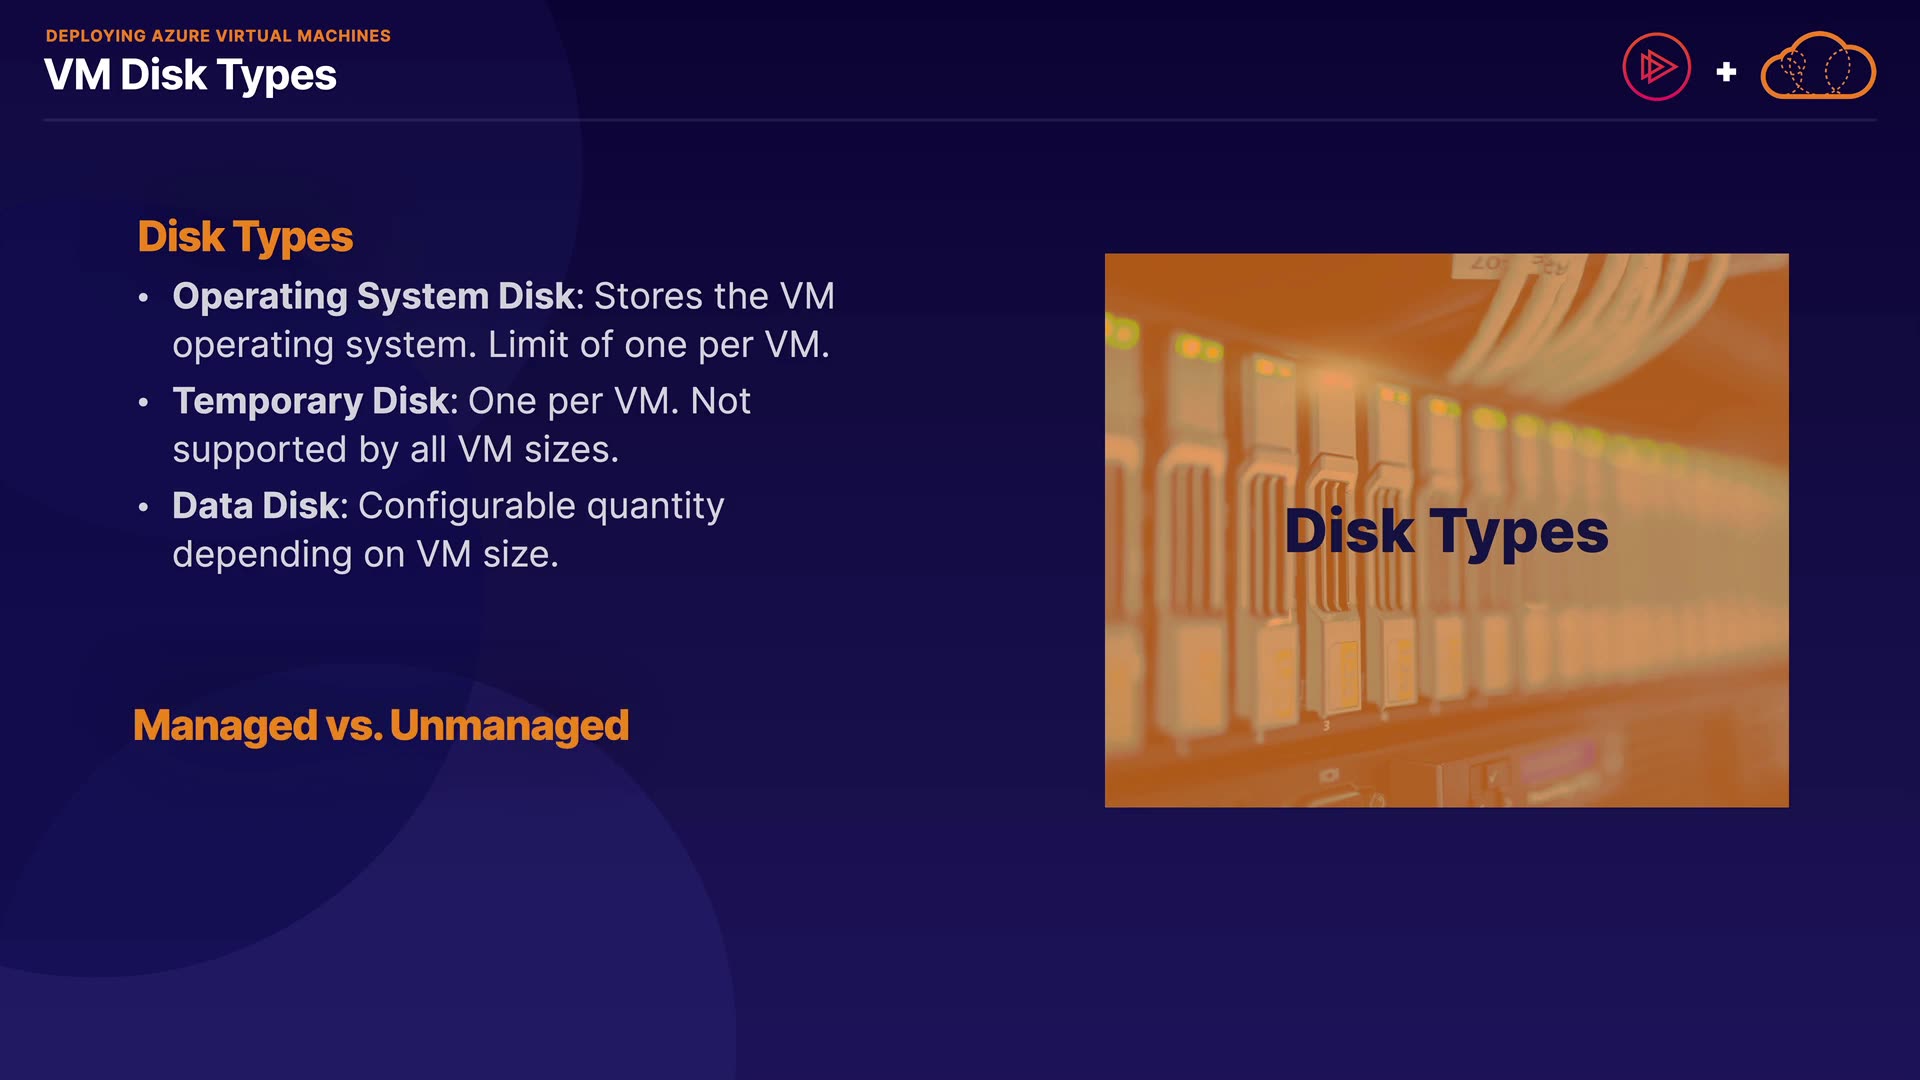 DEPLOYING AZURE VIRTUAL MACHINES
VM Disk Types
Disk Types
• Operating System Disk: Stores the VM
operating system. Limit of one per VM.
• Temporary Disk: One per VM. Not
supported by all VM sizes.
• Data Disk: Configurable quantity
depending on VM size.
Managed vs. Unmanaged
Disk Types
3